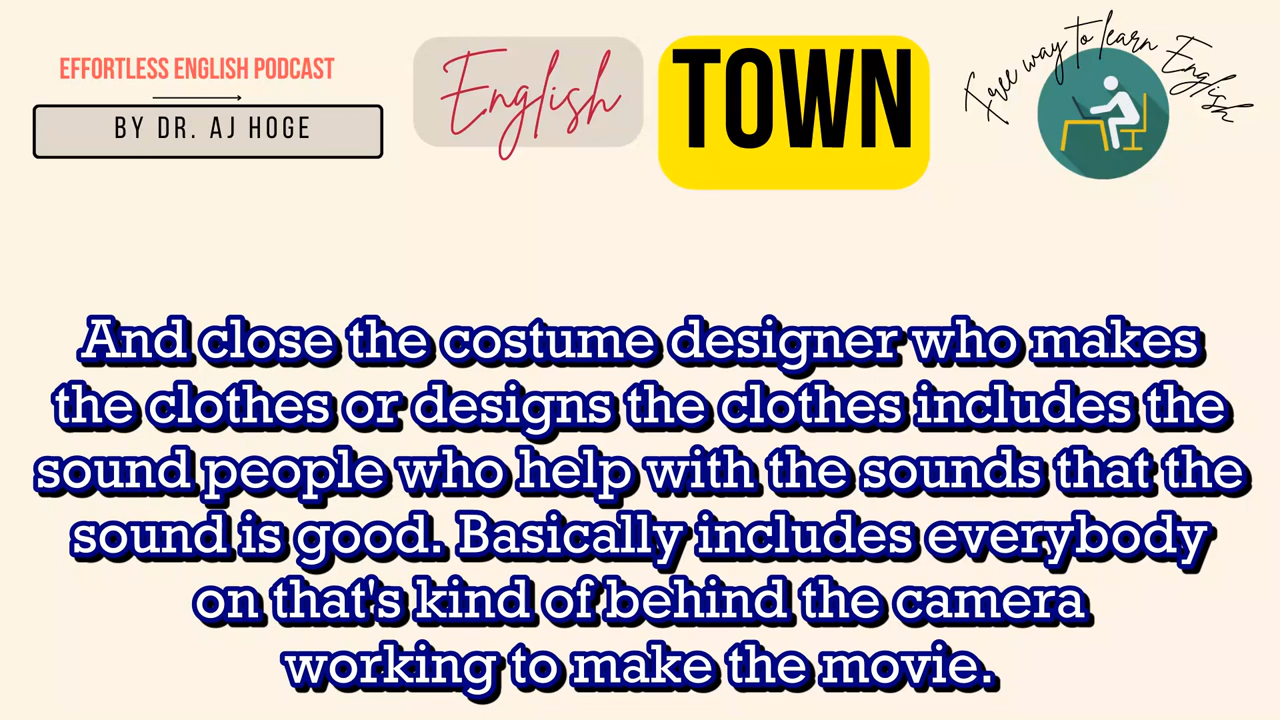 EFFORTLESS ENGLISH PODCAST
BY DR. AJ HOGE
English
TOWN
Free way to learn English
And close the costume designer who makes
the clothes or designs the clothes includes the
sound people who help with the sounds that the
sound is good. Basically includes everybody
on that's kind of behind the camera
working to make the movie.